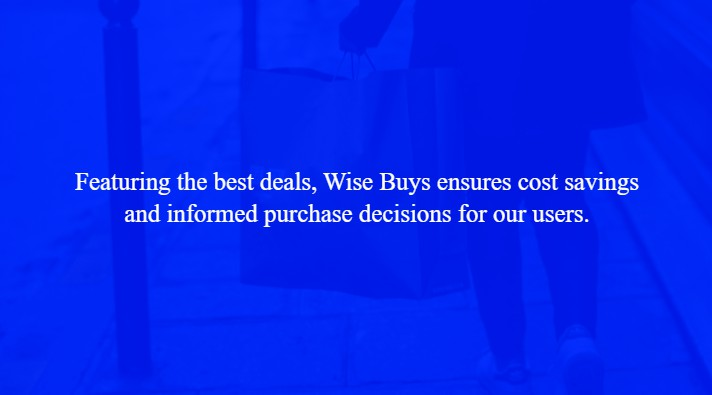 Featuring the best deals, Wise Buys ensures cost savings
and informed purchase decisions for our users.